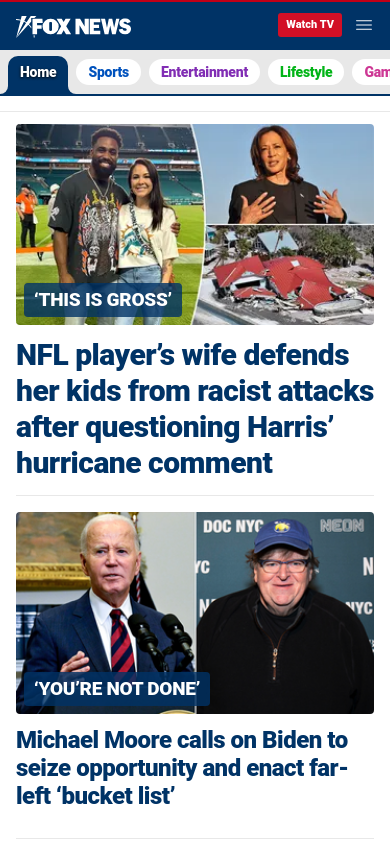 FOX NEWS
Watch TV
Home
Sports
Entertainment
Lifestyle
Gam
‘THIS IS GROSS’
NFL player’s wife defends
her kids from racist attacks
after questioning Harris’
hurricane comment
DOC NYC
NEON
YC
N
‘YOU’RE NOT DONE’
Michael Moore calls on Biden to
seize opportunity and enact far-
left ‘bucket list’